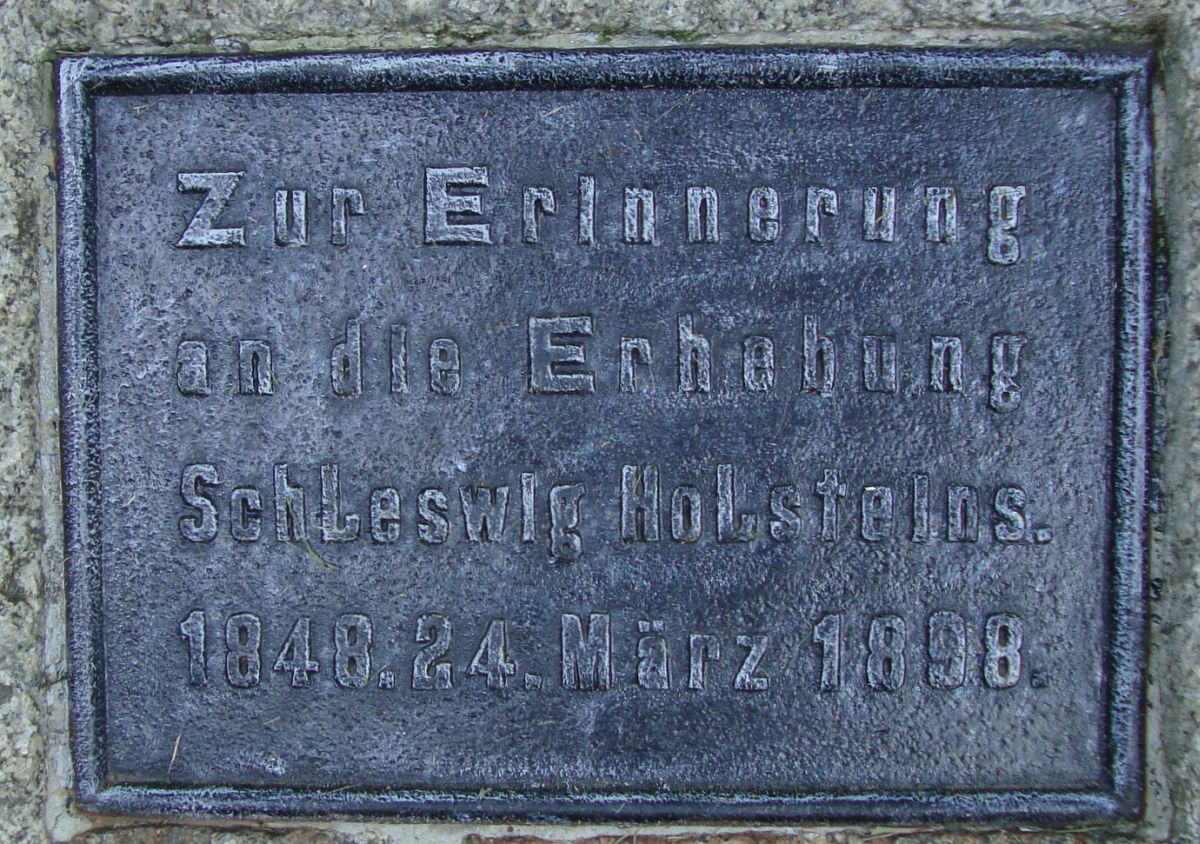 Zur Erinnerung
an die Erhebung
Schleswig Holsteins.
1848.24. März 1898.